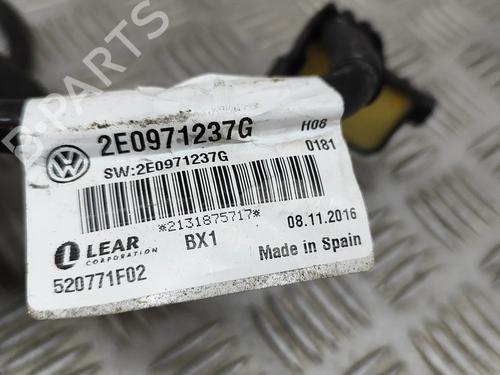 B-PARTS
2E0971237G
H06
SW:2E0971237G
0181
*2131875717*
08.11.2016
LEAR
CORPORATION
BX1
Made in Spain
520771F02